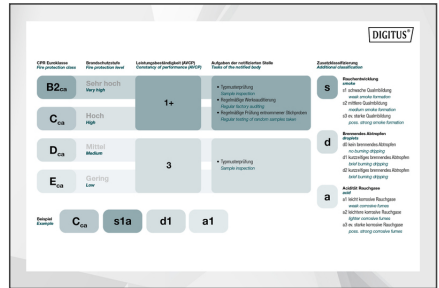 DIGITUS®
CPR Euroklasse
Fire protection class
Brandschutzstufe
Fire protection level
Leistungsbeständigkeit (AVCP)
Constancy of performance (AVCP)
Aufgaben der notifizierten Stelle
Tasks of the notified body
Zusatzklassifizierung
Additional classification
B2ca
Sehr hoch
Very high
Cca
Hoch
High
1+
• Typmusterprüfung
Sample inspection
• Regelmäßige Werksauditierung
Regular factory auditing
• Regelmäßige Prüfung entnommener Stichproben
Regular testing of random samples taken
Dca
Mittel
Medium
Eca
Gering
Low
3
• Typmusterprüfung
Sample inspection
s
Rauchentwicklung
smoke
s1 schwache Qualmbildung
weak smoke formation
s2 mittlere Qualmbildung
medium smoke formation
s3 ev. starke Qualmbildung
poss. strong smoke formation
d
Brennendes Abtropfen
droplets
d0 kein brennendes Abtropfen
no burning dripping
d1 kurzzeitiges brennendes Abtropfen
brief burning dripping
d2 kurzzeitiges brennendes Abtropfen
brief burning dripping
a
Acidität Rauchgase
acid
a1 leicht korrosive Rauchgase
weak corrosive fumes
a2 leichtere korrosive Rauchgase
lighter corrosive fumes
a3 ev. starke korrosive Rauchgase
poss. strong corrosive fumes
Beispiel
Example
Cca
s1a
d1
a1